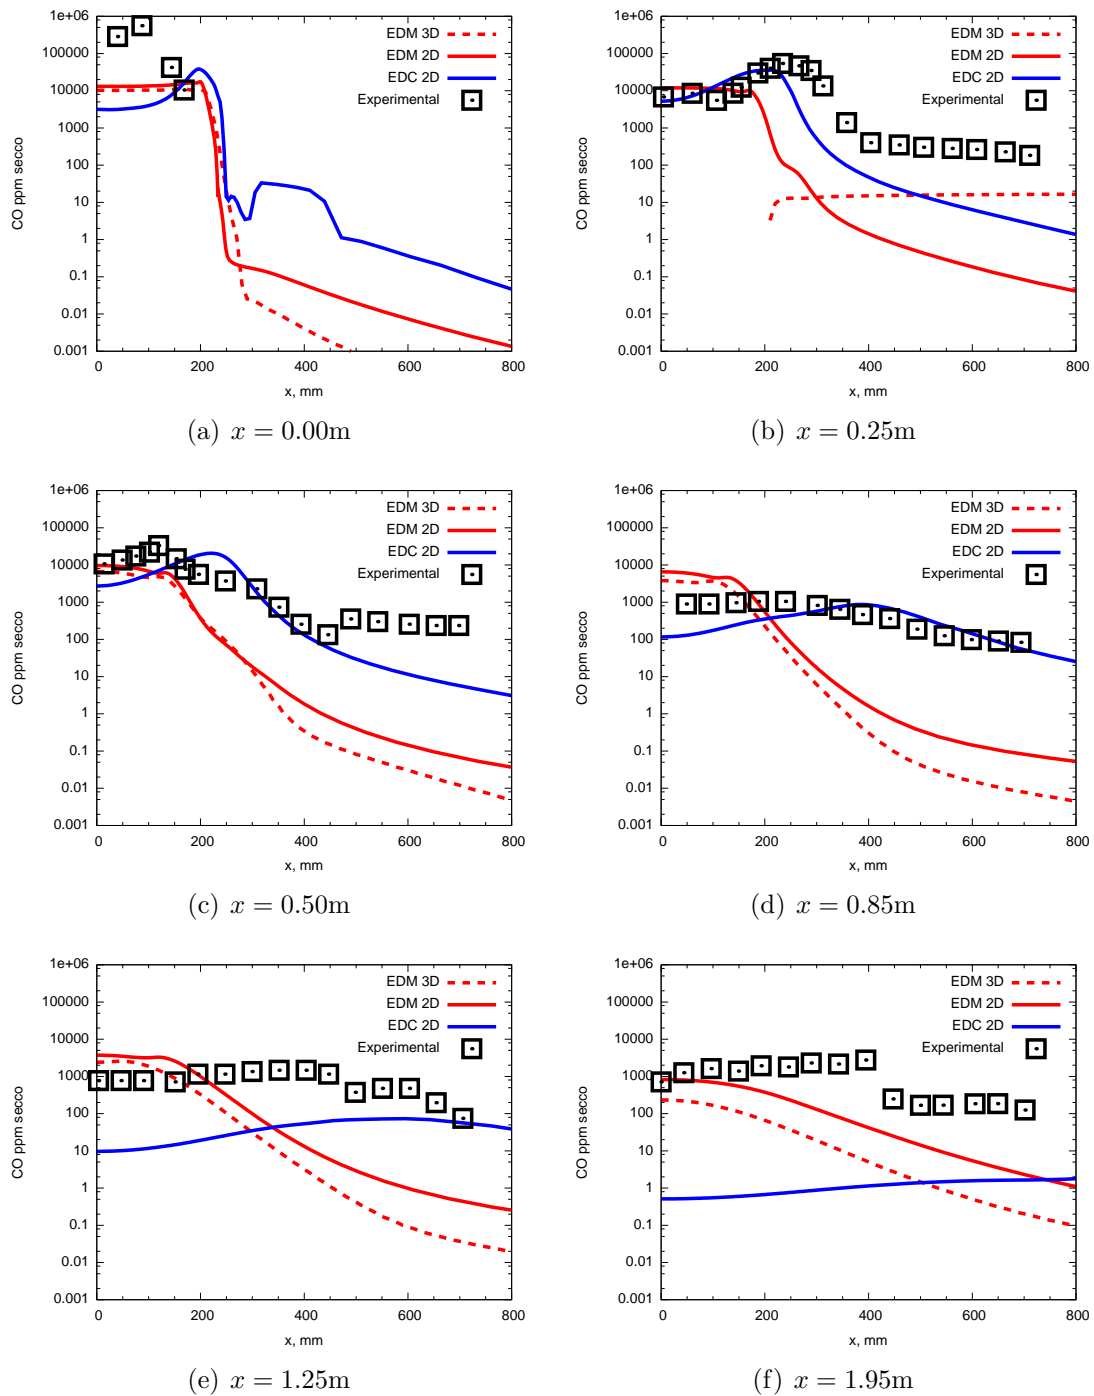 1e+06
100000
10000
1000
100
10
1
0.1
0.01
0.001
0 200 400 600 800
CO ppm secco
x, mm
EDM 3D
EDM 2D
EDC 2D
Experimental
(a) x = 0.00m
1e+06
100000
10000
1000
100
10
1
0.1
0.01
0.001
0 200 400 600 800
CO ppm secco
x, mm
EDM 3D
EDM 2D
EDC 2D
Experimental
(b) x = 0.25m
1e+06
100000
10000
1000
100
10
1
0.1
0.01
0.001
0 200 400 600 800
CO ppm secco
x, mm
EDM 3D
EDM 2D
EDC 2D
Experimental
(c) x = 0.50m
1e+06
100000
10000
1000
100
10
1
0.1
0.01
0.001
0 200 400 600 800
CO ppm secco
x, mm
EDM 3D
EDM 2D
EDC 2D
Experimental
(d) x = 0.85m
1e+06
100000
10000
1000
100
10
1
0.1
0.01
0.001
0 200 400 600 800
CO ppm secco
x, mm
EDM 3D
EDM 2D
EDC 2D
Experimental
(e) x = 1.25m
1e+06
100000
10000
1000
100
10
1
0.1
0.01
0.001
0 200 400 600 800
CO ppm secco
x, mm
EDM 3D
EDM 2D
EDC 2D
Experimental
(f) x = 1.95m